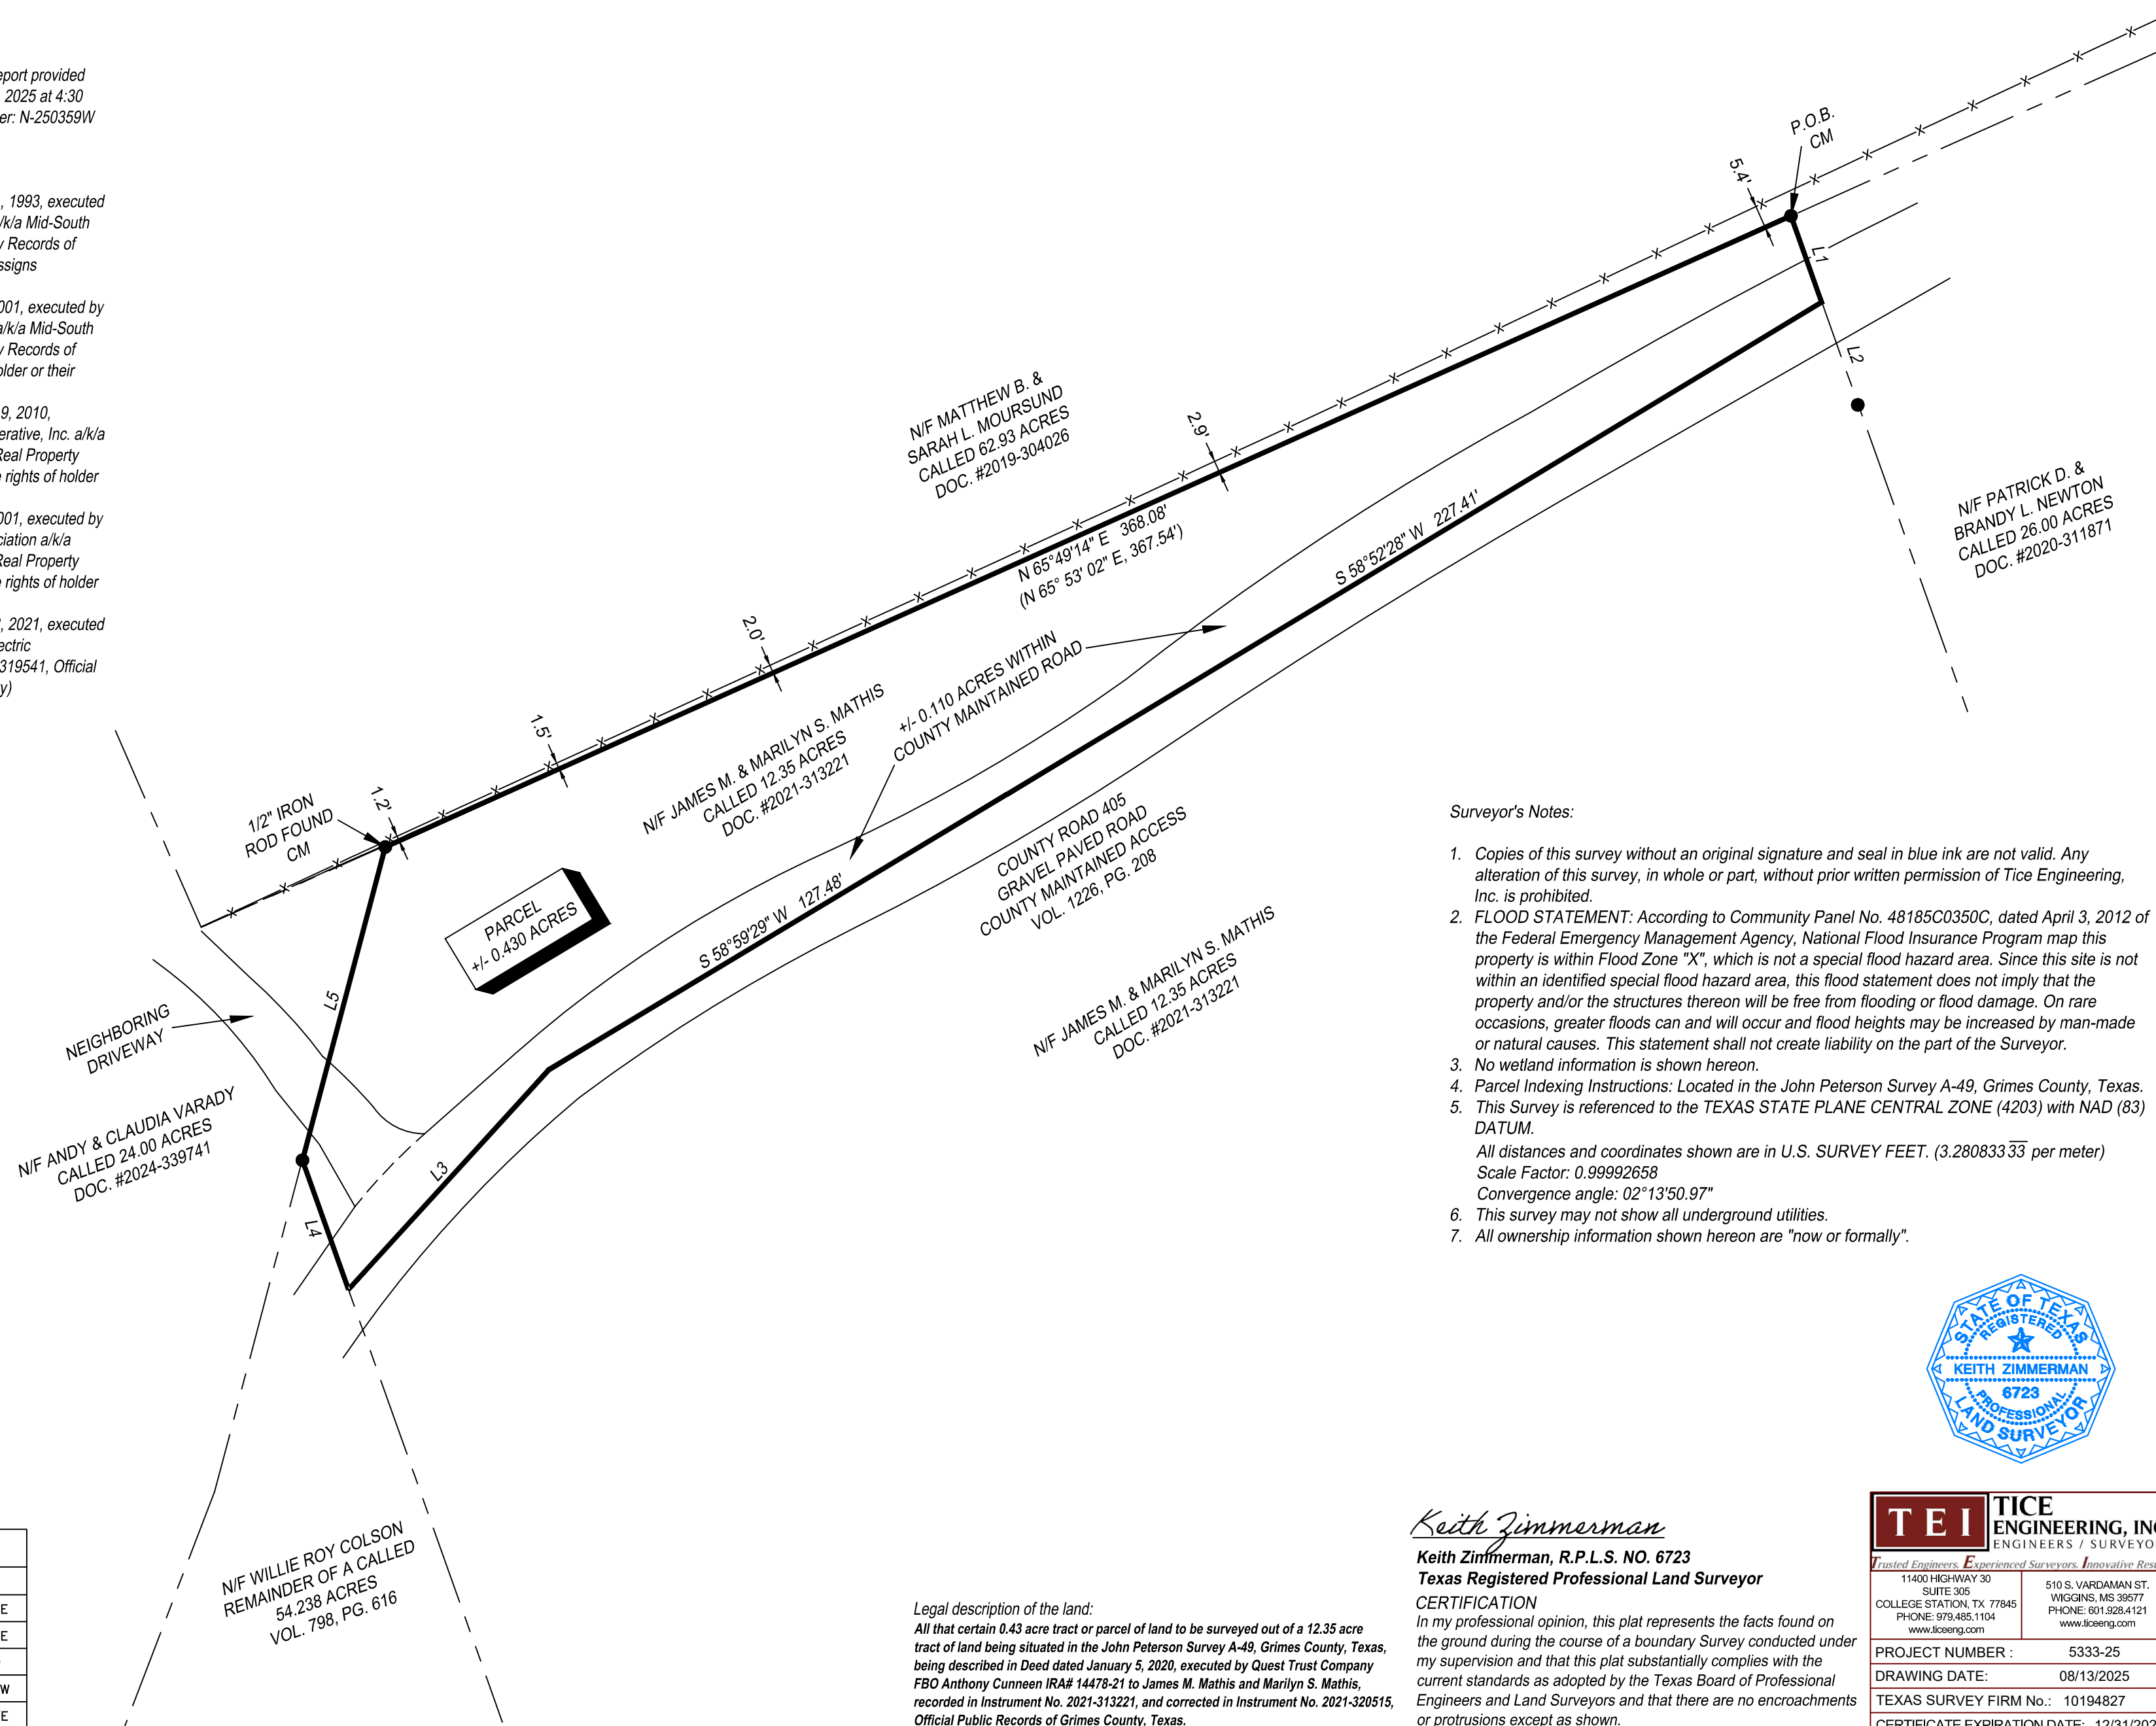 eport provided
2025 at 4:30
er: N-250359W
, 1993, executed
/k/a Mid-South
y Records of
ssigns
001, executed by
a/k/a Mid-South
y Records of
older or their
9, 2010,
erative, Inc. a/k/a
Real Property
e rights of holder
001, executed by
ciation a/k/a
Real Property
e rights of holder
, 2021, executed
ectric
319541, Official
y)
P.O.B.
CM
5.4'
L1
L2
N/F MATTHEW B. &
SARAH L. MOURSUND
CALLED 62.93 ACRES
DOC. #2019-304026
2.9'
N/F PATRICK D. &
BRANDY L. NEWTON
CALLED 26.00 ACRES
DOC. #2020-311871
N 65°49'14" E 368.08'
(N 65° 53' 02" E, 367.54')
S 58°52'28" W 227.41'
2.0'
+/- 0.110 ACRES WITHIN
COUNTY MAINTAINED ROAD
1.5'
N/F JAMES M. & MARILYN S. MATHIS
CALLED 12.35 ACRES
DOC. #2021-313221
1.2'
1/2" IRON
ROD FOUND
CM
COUNTY ROAD 405
GRAVEL PAVED ROAD
COUNTY MAINTAINED ACCESS
VOL. 1226, PG. 208
PARCEL
+/- 0.430 ACRES
S 58°59'29" W 127.48'
N/F JAMES M. & MARILYN S. MATHIS
CALLED 12.35 ACRES
DOC. #2021-313221
L5
NEIGHBORING
DRIVEWAY
N/F ANDY & CLAUDIA VARADY
CALLED 24.00 ACRES
DOC. #2024-339741
L3
L4
N/F WILLIE ROY COLSON
REMAINDER OF A CALLED
54.238 ACRES
VOL. 798, PG. 616
E
E
W
E
Surveyor's Notes:
1. Copies of this survey without an original signature and seal in blue ink are not valid. Any
alteration of this survey, in whole or part, without prior written permission of Tice Engineering,
Inc. is prohibited.
2. FLOOD STATEMENT: According to Community Panel No. 48185C0350C, dated April 3, 2012 of
the Federal Emergency Management Agency, National Flood Insurance Program map this
property is within Flood Zone "X", which is not a special flood hazard area. Since this site is not
within an identified special flood hazard area, this flood statement does not imply that the
property and/or the structures thereon will be free from flooding or flood damage. On rare
occasions, greater floods can and will occur and flood heights may be increased by man-made
or natural causes. This statement shall not create liability on the part of the Surveyor.
3. No wetland information is shown hereon.
4. Parcel Indexing Instructions: Located in the John Peterson Survey A-49, Grimes County, Texas.
5. This Survey is referenced to the TEXAS STATE PLANE CENTRAL ZONE (4203) with NAD (83)
DATUM.
All distances and coordinates shown are in U.S. SURVEY FEET. (3.28083333 per meter)
Scale Factor: 0.99992658
Convergence angle: 02°13'50.97"
6. This survey may not show all underground utilities.
7. All ownership information shown hereon are "now or formally".
STATE OF TEXAS
REGISTERED
KEITH ZIMMERMAN
6723
PROFESSIONAL
LAND SURVEYOR
Legal description of the land:
All that certain 0.43 acre tract or parcel of land to be surveyed out of a 12.35 acre
tract of land being situated in the John Peterson Survey A-49, Grimes County, Texas,
being described in Deed dated January 5, 2020, executed by Quest Trust Company
FBO Anthony Cunneen IRA# 14478-21 to James M. Mathis and Marilyn S. Mathis,
recorded in Instrument No. 2021-313221, and corrected in Instrument No. 2021-320515,
Official Public Records of Grimes County, Texas.
Keith Zimmerman
Keith Zimmerman, R.P.L.S. NO. 6723
Texas Registered Professional Land Surveyor
CERTIFICATION
In my professional opinion, this plat represents the facts found on
the ground during the course of a boundary Survey conducted under
my supervision and that this plat substantially complies with the
current standards as adopted by the Texas Board of Professional
Engineers and Land Surveyors and that there are no encroachments
or protrusions except as shown.
TEI
TICE
ENGINEERING, INC
ENGINEERS / SURVEYO
Trusted Engineers. Experienced Surveyors. Innovative Resu
11400 HIGHWAY 30
SUITE 305
COLLEGE STATION, TX 77845
PHONE: 979.485.1104
www.ticeeng.com
510 S. VARDAMAN ST.
WIGGINS, MS 39577
PHONE: 601.928.4121
www.ticeeng.com
PROJECT NUMBER : 5333-25
DRAWING DATE: 08/13/2025
TEXAS SURVEY FIRM No.: 10194827
CERTIFICATE EXPIRATION DATE: 12/31/202